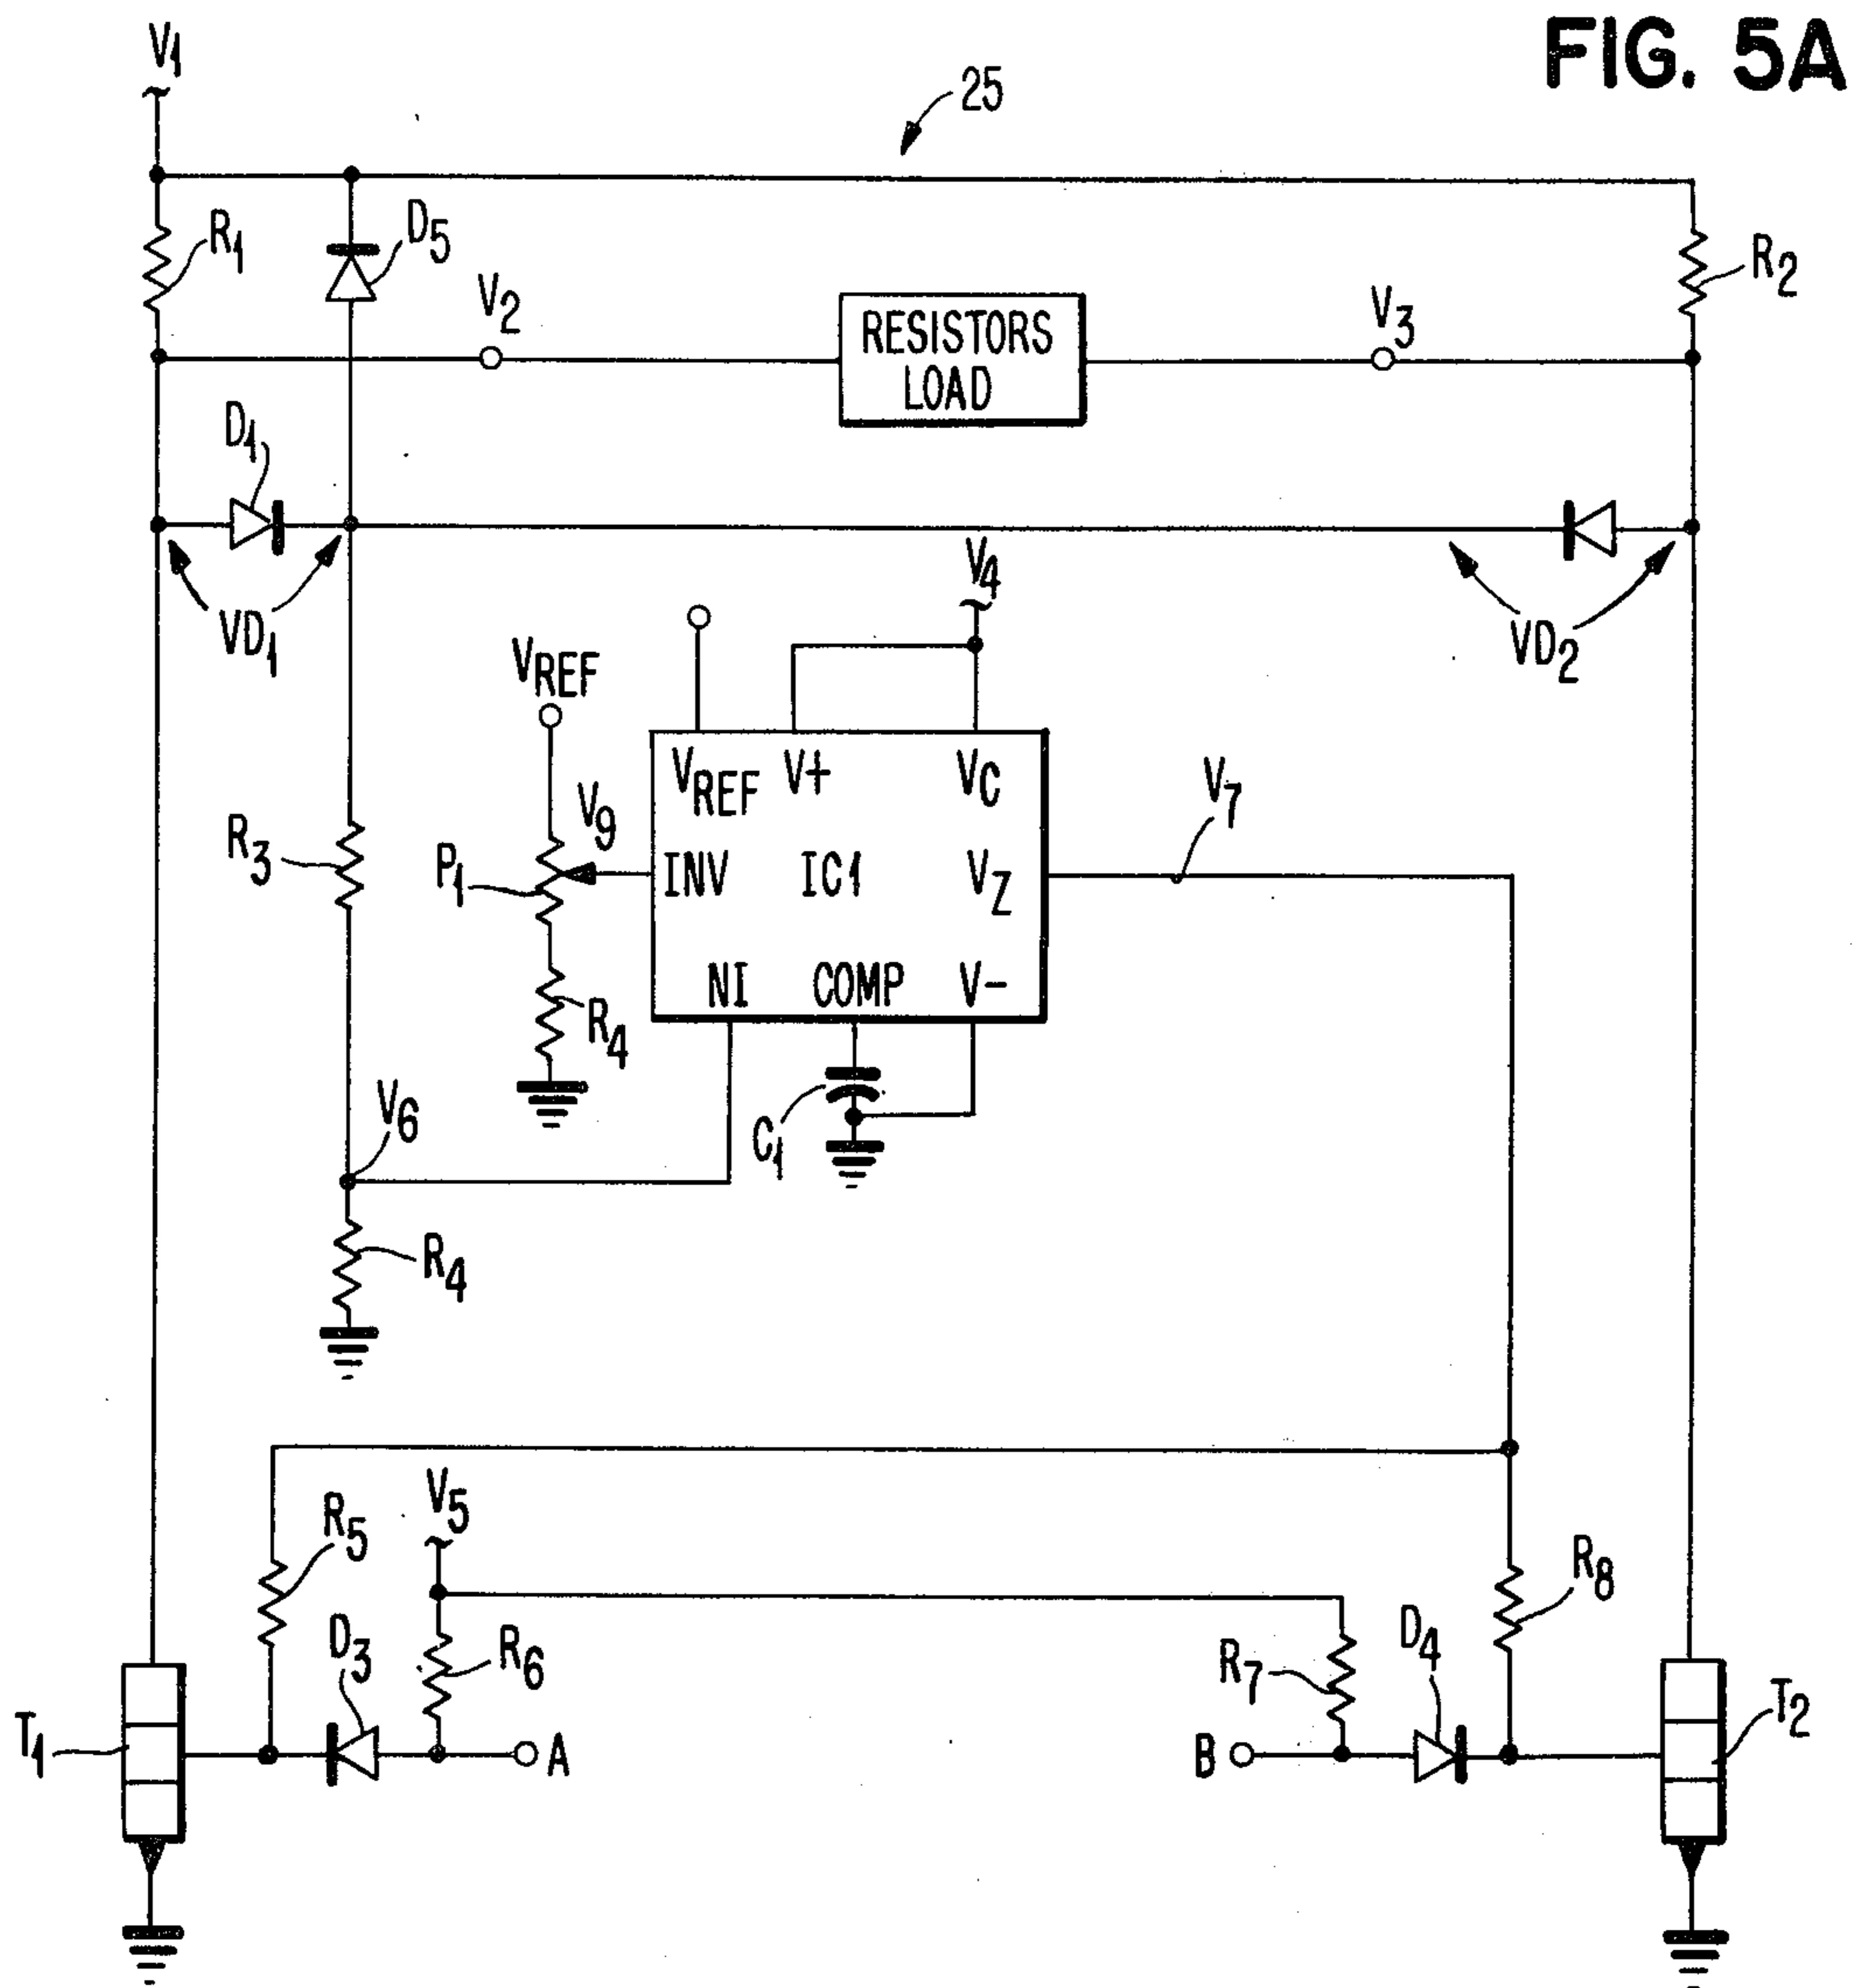 FIG. 5A
V1
25
R1
D5
R2
V2
V3
RESISTORS
LOAD
D1
VD1
V4
VD2
VREF
VREF V+ VC
V9
V7
R3
P1
INV IC1 VZ
R4
NI COMP V-
V6
C1
R4
V5
R5
R8
D3
R6
R7
D4
T1
A
B
T2